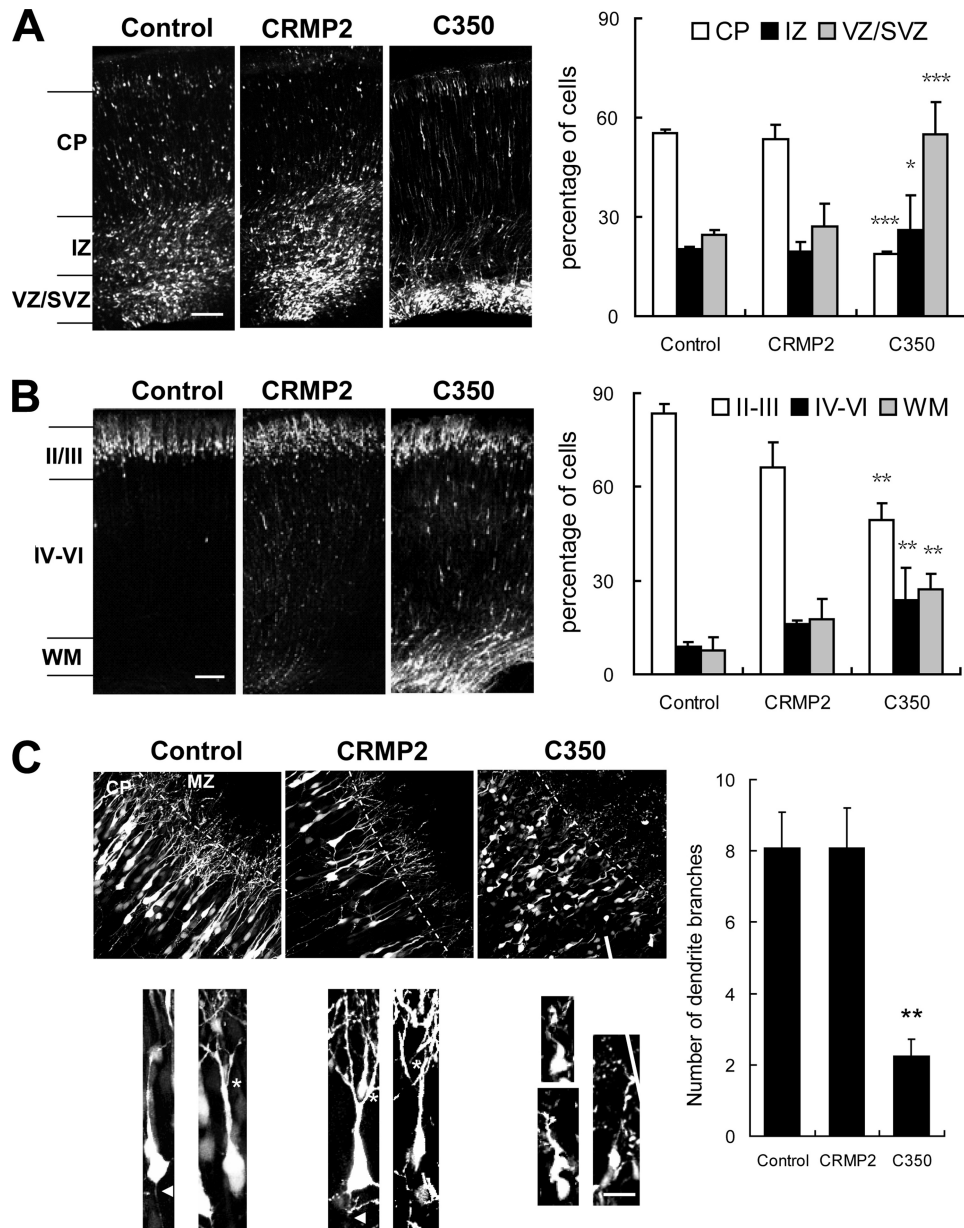 A
Control CRMP2 C350
CP
IZ
VZ/SVZ
percentage of cells
90
60
30
0
CP IZ VZ/SVZ
***
*
***
Control CRMP2 C350
B
Control CRMP2 C350
II/III
IV-VI
WM
percentage of cells
90
60
30
0
II-III IV-VI WM
**
**
**
Control CRMP2 C350
C
Control CRMP2 C350
CP MZ
*
*
*
Number of dendrite branches
10
8
6
4
2
0
**
Control CRMP2 C350